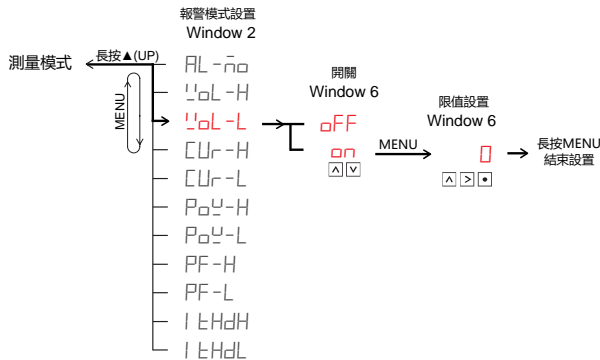 報警模式設置
Window 2
測量模式
長按▲(UP)
MENU
AL-no
VoL-H
VoL-L
CUr-H
CUr-L
PoW-H
PoW-L
PF-H
PF-L
ItHdH
ItHdL
開關
Window 6
oFF
on
MENU
限值設置
Window 6
0
長按MENU
結束設置